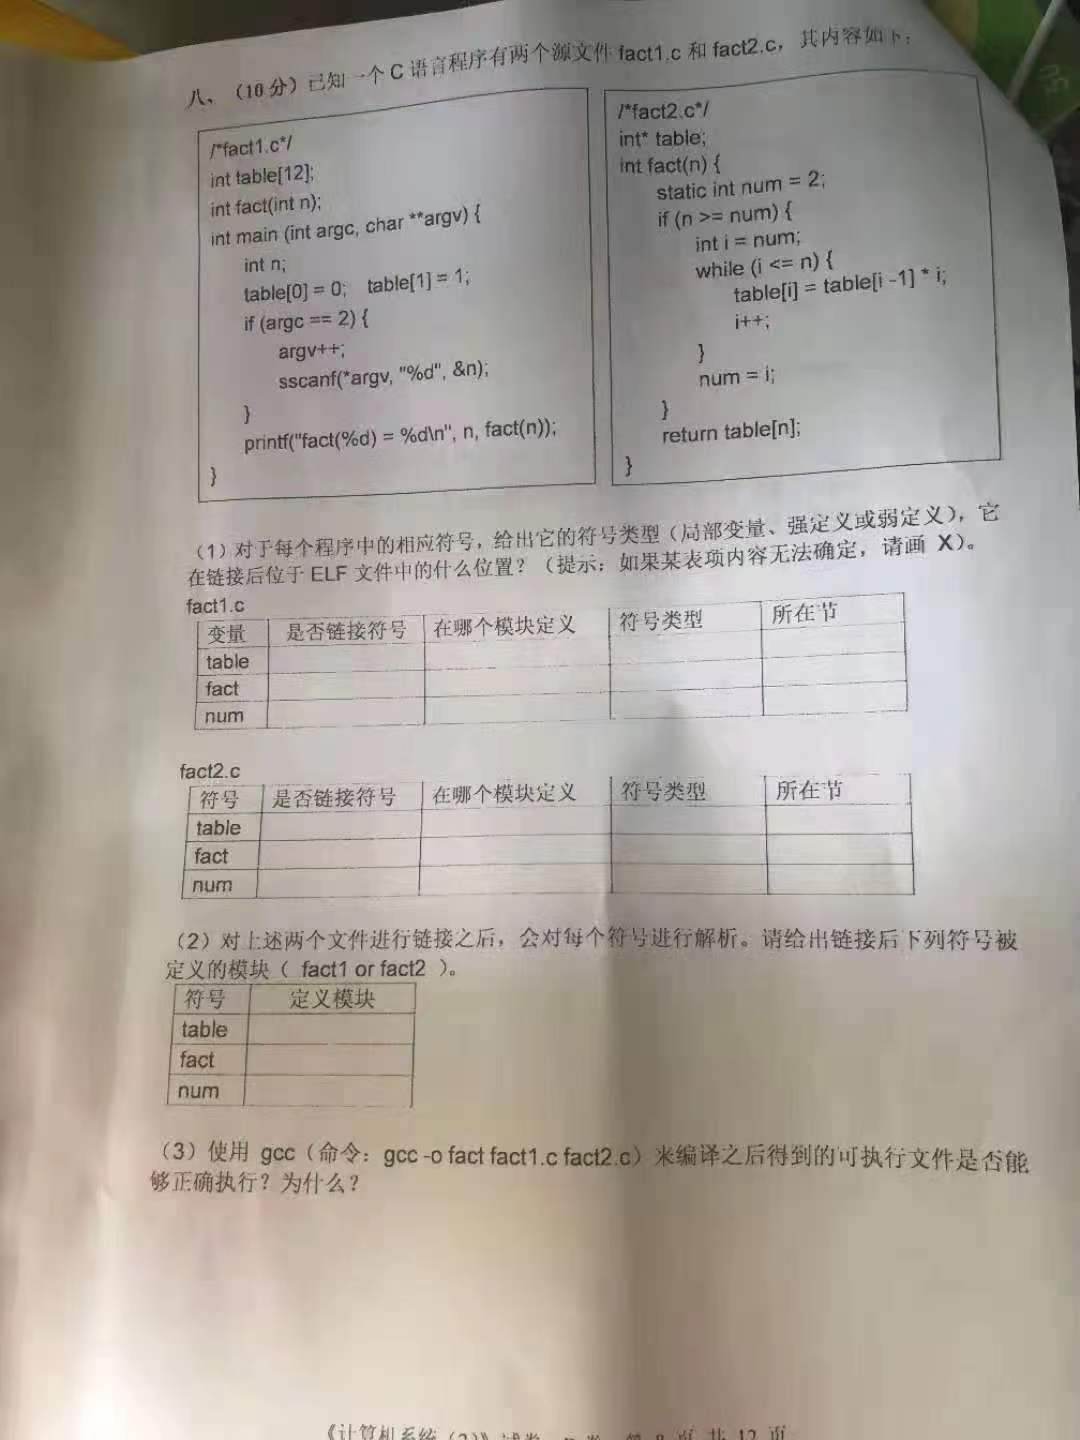 八、（10分）已知一个 C 语言程序有两个源文件 fact1.c 和 fact2.c，其内容如下：
/*fact1.c*/
int table[12];
int fact(int n);
int main (int argc, char **argv) {
int n;
table[0] = 0; table[1] = 1;
if (argc == 2) {
argv++;
sscanf(*argv, "%d", &n);
}
printf("fact(%d) = %d\n", n, fact(n));
}
/*fact2.c*/
int* table;
int fact(n) {
static int num = 2;
if (n >= num) {
int i = num;
while (i <= n) {
table[i] = table[i -1] * i;
i++;
}
num = i;
}
return table[n];
}
（1）对于每个程序中的相应符号，给出它的符号类型（局部变量、强定义或弱定义），它
在链接后位于 ELF 文件中的什么位置？（提示：如果某表项内容无法确定，请画 X）。
fact1.c
变量 是否链接符号 在哪个模块定义 符号类型 所在节
table
fact
num
fact2.c
符号 是否链接符号 在哪个模块定义 符号类型 所在节
table
fact
num
（2）对上述两个文件进行链接之后，会对每个符号进行解析。请给出链接后下列符号被
定义的模块（ fact1 or fact2 ）。
符号 定义模块
table
fact
num
（3）使用 gcc（命令：gcc -o fact fact1.c fact2.c）来编译之后得到的可执行文件是否能
够正确执行？为什么？
《计算机系统（2）》试卷 卷 第 页 共 12 页